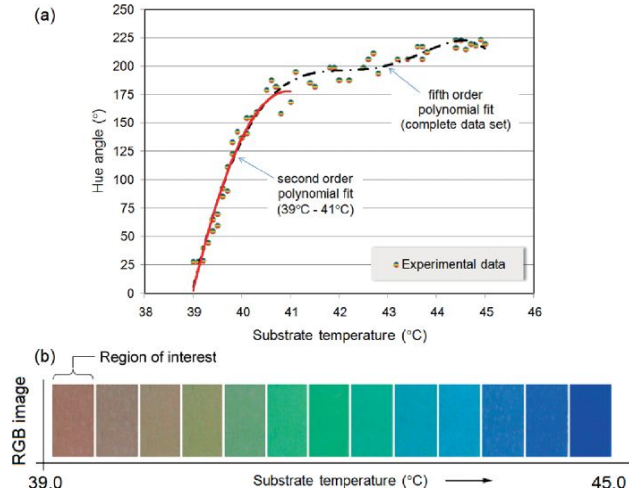 (a)
250
225
200
175
150
125
100
75
50
25
0
Hue angle (°)
fifth order
polynomial fit
(complete data set)
second order
polynomial fit
(39°C - 41°C)
Experimental data
38 39 40 41 42 43 44 45 46
Substrate temperature (°C)
(b)
Region of interest
RGB image
39.0 Substrate temperature (°C) 45.0